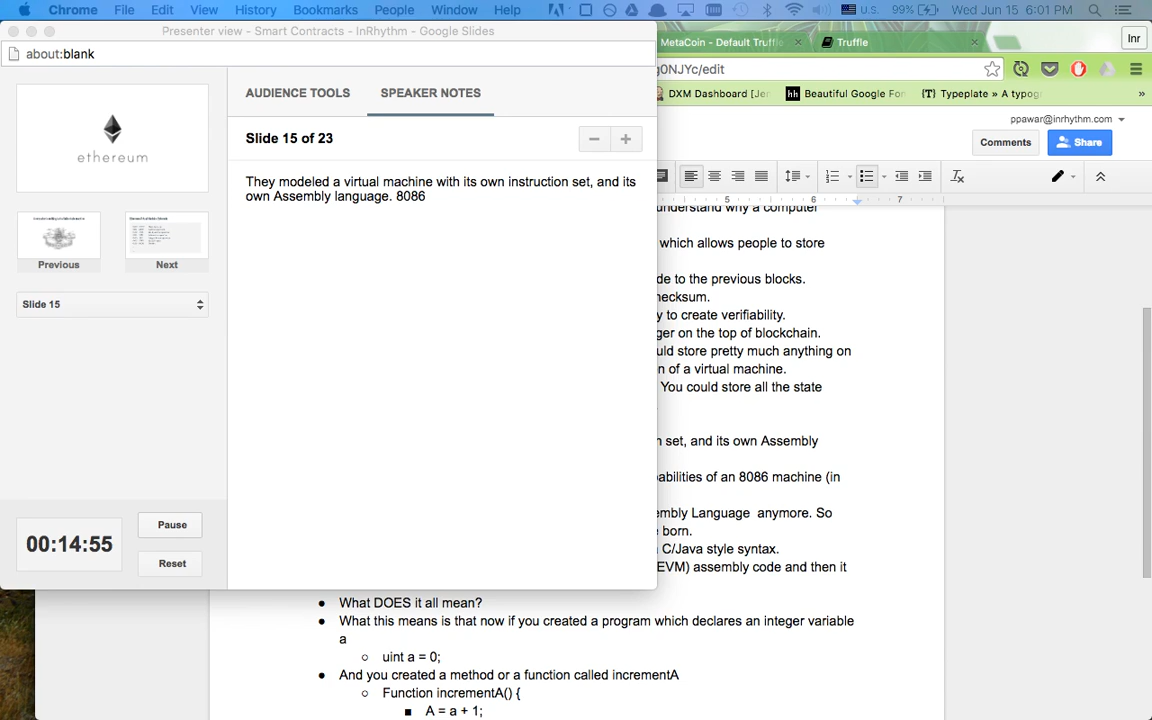 Chrome File Edit View History Bookmarks People Window Help U.S. 99% Wed Jun 15 6:01 PM
Presenter view - Smart Contracts - InRhythm - Google Slides
about:blank
MetaCoin - Default Truffle
Truffle
Inr
g0NJYc/edit
DXM Dashboard [Jen
hh Beautiful Google Fon
{T} Typeplate » A typog
»
ppawar@inrhythm.com
Comments
Share
ethereum
Previous
Next
Slide 15
00:14:55
Pause
Reset
AUDIENCE TOOLS
SPEAKER NOTES
Slide 15 of 23
They modeled a virtual machine with its own instruction set, and its
own Assembly language. 8086
5 6 7
understand why a computer
which allows people to store
de to the previous blocks.
hecksum.
y to create verifiability.
ger on the top of blockchain.
uld store pretty much anything on
n of a virtual machine.
You could store all the state
n set, and its own Assembly
abilities of an 8086 machine (in
embly Language anymore. So
e born.
C/Java style syntax.
EVM) assembly code and then it
● What DOES it all mean?
● What this means is that now if you created a program which declares an integer variable
a
○ uint a = 0;
● And you created a method or a function called incrementA
○ Function incrementA() {
■ A = a + 1;